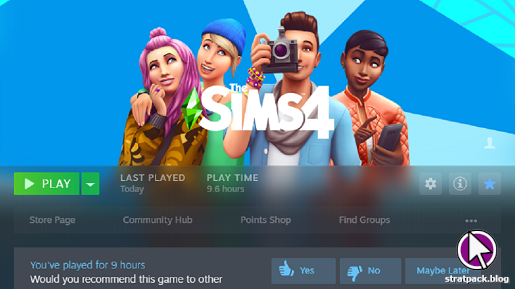 The
SIMS4
PLAY
LAST PLAYED
Today
PLAY TIME
9.6 hours
Store Page
Community Hub
Points Shop
Find Groups
You've played for 9 hours
Would you recommend this game to other
Yes
No
Maybe Later
stratpack.blog